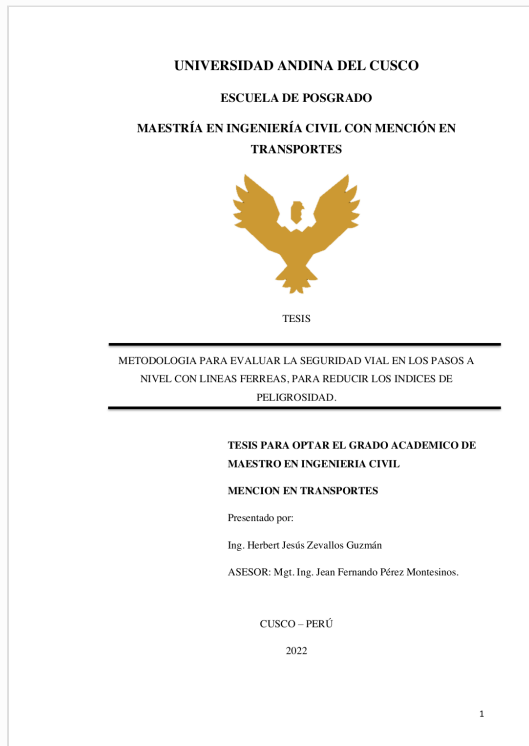 UNIVERSIDAD ANDINA DEL CUSCO
ESCUELA DE POSGRADO
MAESTRÍA EN INGENIERÍA CIVIL CON MENCIÓN EN
TRANSPORTES
TESIS
METODOLOGIA PARA EVALUAR LA SEGURIDAD VIAL EN LOS PASOS A
NIVEL CON LINEAS FERREAS, PARA REDUCIR LOS INDICES DE
PELIGROSIDAD.
TESIS PARA OPTAR EL GRADO ACADEMICO DE
MAESTRO EN INGENIERIA CIVIL
MENCION EN TRANSPORTES
Presentado por:
Ing. Herbert Jesús Zevallos Guzmán
ASESOR: Mgt. Ing. Jean Fernando Pérez Montesinos.
CUSCO – PERÚ
2022
1